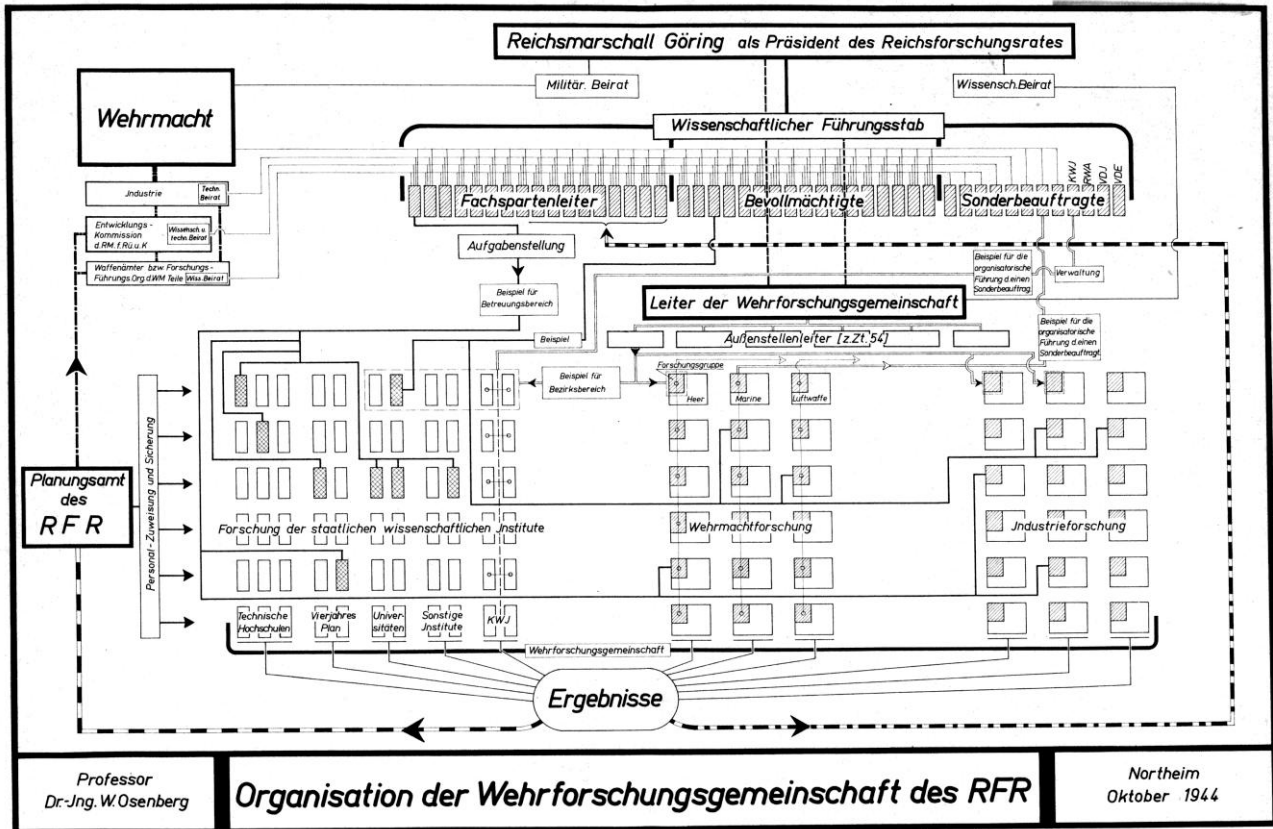 Reichsmarschall Göring als Präsident des Reichsforschungsrates
Militär. Beirat
Wissensch.Beirat
Wehrmacht
Wissenschaftlicher Führungsstab
Jndustrie
Techn.
Beirat
Entwicklungs-
Kommission
d.RM.f.Rü.u.K
Wissensch.u.
techn.Beirat
Waffenämter bzw. Forschungs-
Führungs.Org.d.WM Teile
Wiss.Beirat
Fachspartenleiter
Bevollmächtigte
Sonderbeauftragte
KWJ
RWA
VDJ
VDE
Aufgabenstellung
Beispiel für
Betreuungsbereich
Beispiel für die
organisatorische
Führung d.einen
Sonderbeauftrag.
Verwaltung
Leiter der Wehrforschungsgemeinschaft
Beispiel
Außenstellenleiter [z.Zt. 54]
Beispiel für die
organisatorische
Führung d.einen
Sonderbeauftragt.
Beispiel für
Bezirksbereich
Forschungsgruppe
Heer
Marine
Luftwaffe
Personal-Zuweisung und Sicherung
Planungsamt
des
RFR
Forschung der staatlichen wissenschaftlichen Jnstitute
Wehrmachtforschung
Jndustrieforschung
Technische
Hochschulen
Vierjahres
Plan
Univer-
sitäten
Sonstige
Jnstitute
KWJ
Wehrforschungsgemeinschaft
Ergebnisse
Professor
Dr.-Jng. W. Osenberg
Organisation der Wehrforschungsgemeinschaft des RFR
Northeim
Oktober 1944